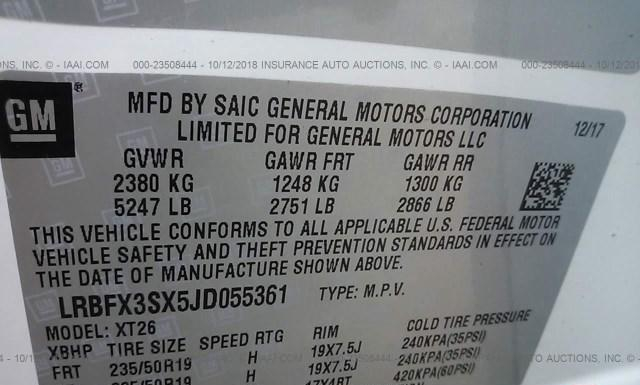 000-23508444 - 10/12/2018 INSURANCE AUTO AUCTIONS, INC. © - IAAI.COM
GM
MFD BY SAIC GENERAL MOTORS CORPORATION
LIMITED FOR GENERAL MOTORS LLC
12/17
GVWR GAWR FRT GAWR RR
2380 KG 1248 KG 1300 KG
5247 LB 2751 LB 2866 LB
THIS VEHICLE CONFORMS TO ALL APPLICABLE U.S. FEDERAL MOTOR
VEHICLE SAFETY AND THEFT PREVENTION STANDARDS IN EFFECT ON
THE DATE OF MANUFACTURE SHOWN ABOVE.
LRBFX3SX5JD055361 TYPE: M.P.V.
MODEL: XT26
XBHP TIRE SIZE SPEED RTG RIM COLD TIRE PRESSURE
FRT 235/50R19 H 19X7.5J 240KPA(35PSI)
235/50R19 H 19X7.5J 240KPA(35PSI)
420KPA(60PSI)